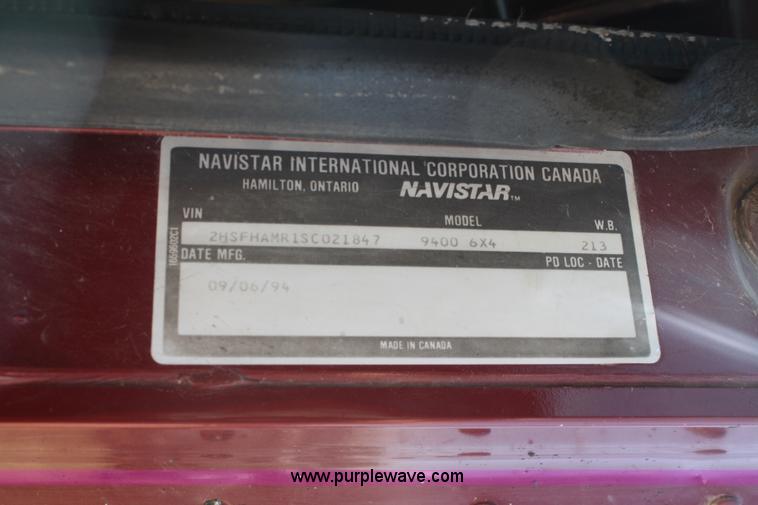 NAVISTAR INTERNATIONAL CORPORATION CANADA
HAMILTON, ONTARIO NAVISTAR™
VIN MODEL W.B.
2HSFHAMR1SC021847 9400 6X4 213
DATE MFG. PD LOC - DATE
09/06/94
MADE IN CANADA
www.purplewave.com